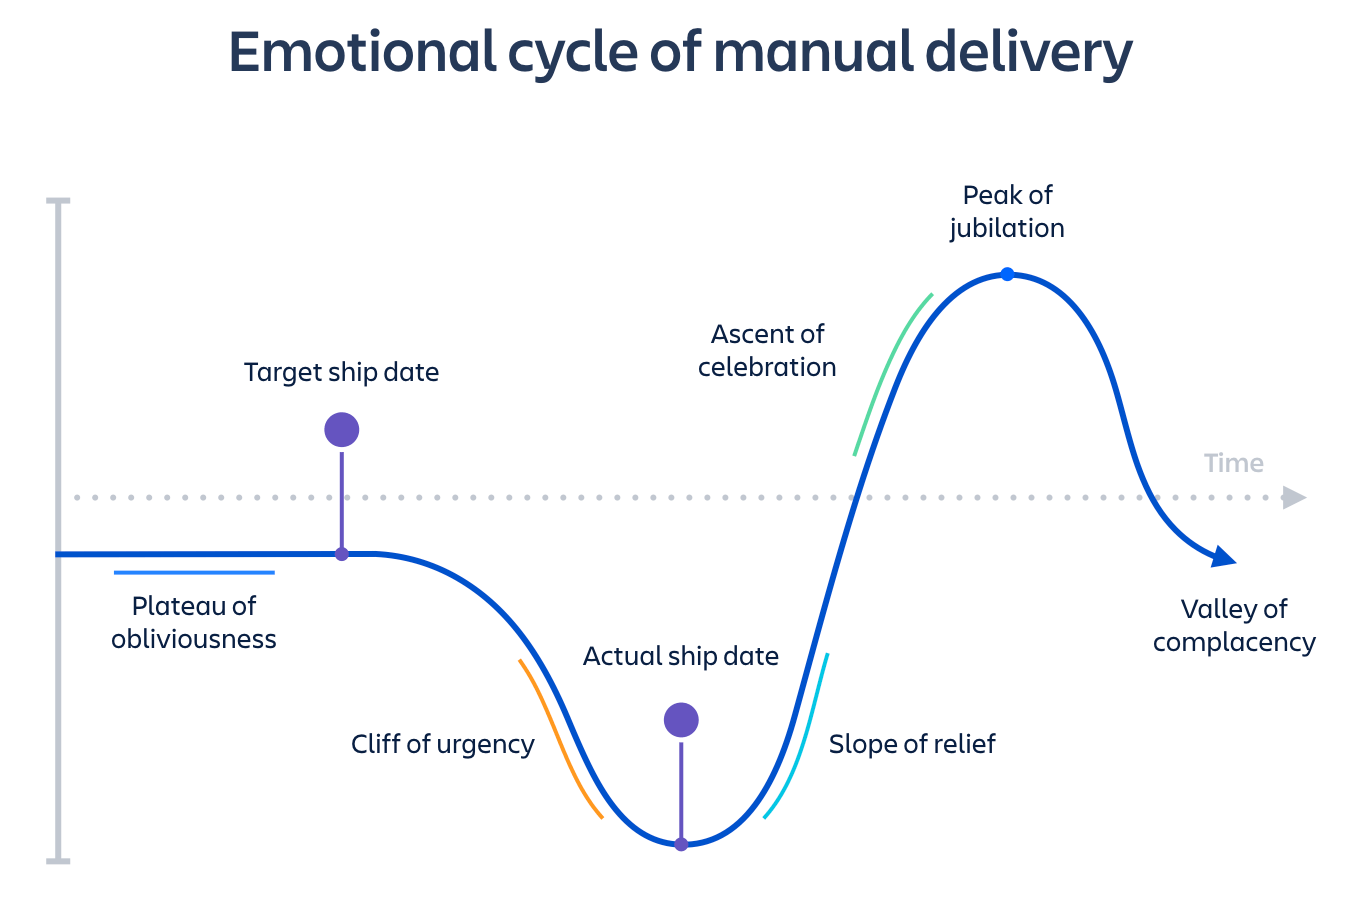 Emotional cycle of manual delivery
Peak of
jubilation
Ascent of
celebration
Target ship date
Time
Plateau of
obliviousness
Valley of
complacency
Actual ship date
Cliff of urgency
Slope of relief